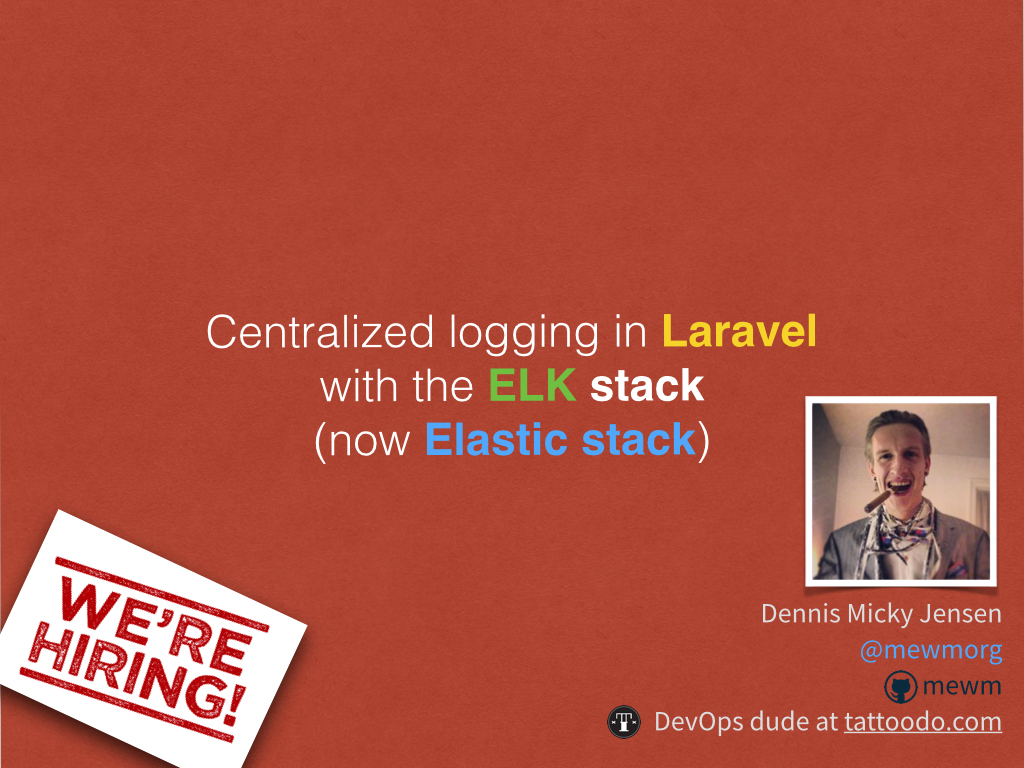 Centralized logging in Laravel
with the ELK stack
(now Elastic stack)
WE'RE
HIRING!
Dennis Micky Jensen
@mewmorg
mewm
T
DevOps dude at tattoodo.com